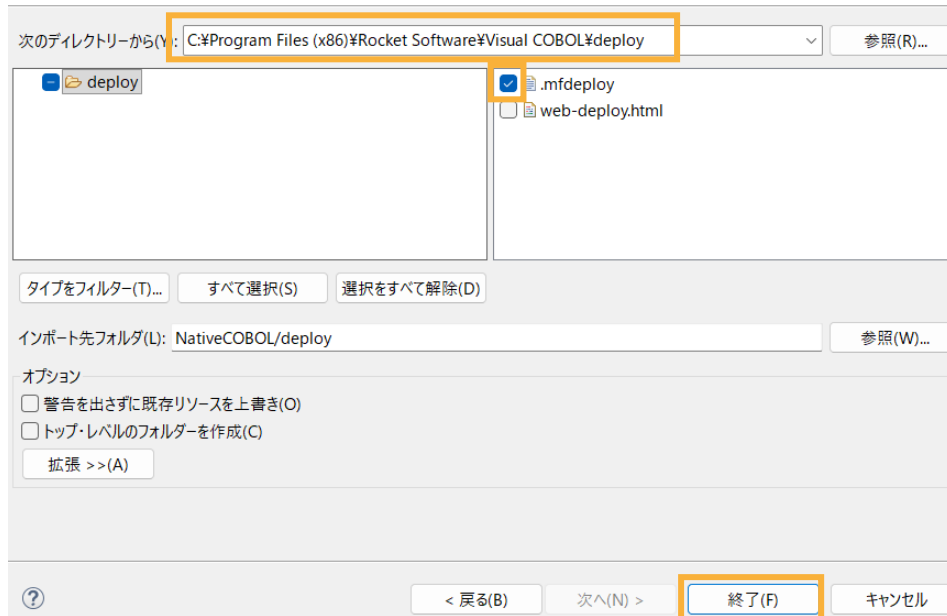 次のディレクトリーから(Y): C:¥Program Files (x86)¥Rocket Software¥Visual COBOL¥deploy 参照(R)...
deploy
.mfdeploy
web-deploy.html
タイプをフィルター(T)... すべて選択(S) 選択をすべて解除(D)
インポート先フォルダ(L): NativeCOBOL/deploy 参照(W)...
オプション
警告を出さずに既存リソースを上書き(O)
トップ・レベルのフォルダーを作成(C)
拡張 >>(A)
? < 戻る(B) 次へ(N) > 終了(F) キャンセル